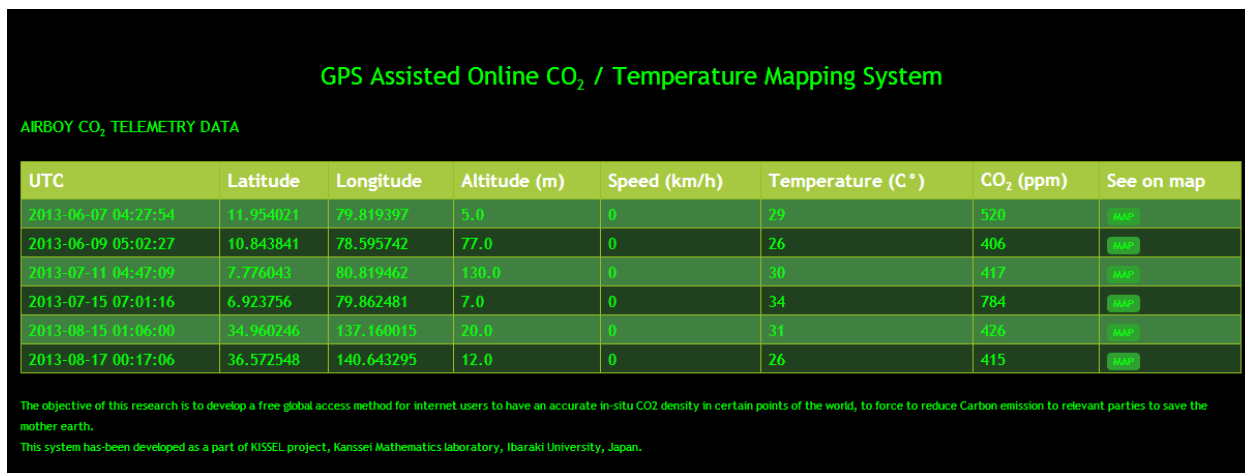 GPS Assisted Online CO₂ / Temperature Mapping System
AIRBOY CO₂ TELEMETRY DATA
UTC Latitude Longitude Altitude (m) Speed (km/h) Temperature (C°) CO₂ (ppm) See on map
2013-06-07 04:27:54 11.954021 79.819397 5.0 0 29 520 MAP
2013-06-09 05:02:27 10.843841 78.595742 77.0 0 26 406 MAP
2013-07-11 04:47:09 7.776043 80.819462 130.0 0 30 417 MAP
2013-07-15 07:01:16 6.923756 79.862481 7.0 0 34 784 MAP
2013-08-15 01:06:00 34.960246 137.160015 20.0 0 31 426 MAP
2013-08-17 00:17:06 36.572548 140.643295 12.0 0 26 415 MAP
The objective of this research is to develop a free global access method for internet users to have an accurate in-situ CO2 density in certain points of the world, to force to reduce Carbon emission to relevant parties to save the
mother earth.
This system has-been developed as a part of KISSEL project, Kanssei Mathematics laboratory, Ibaraki University, Japan.